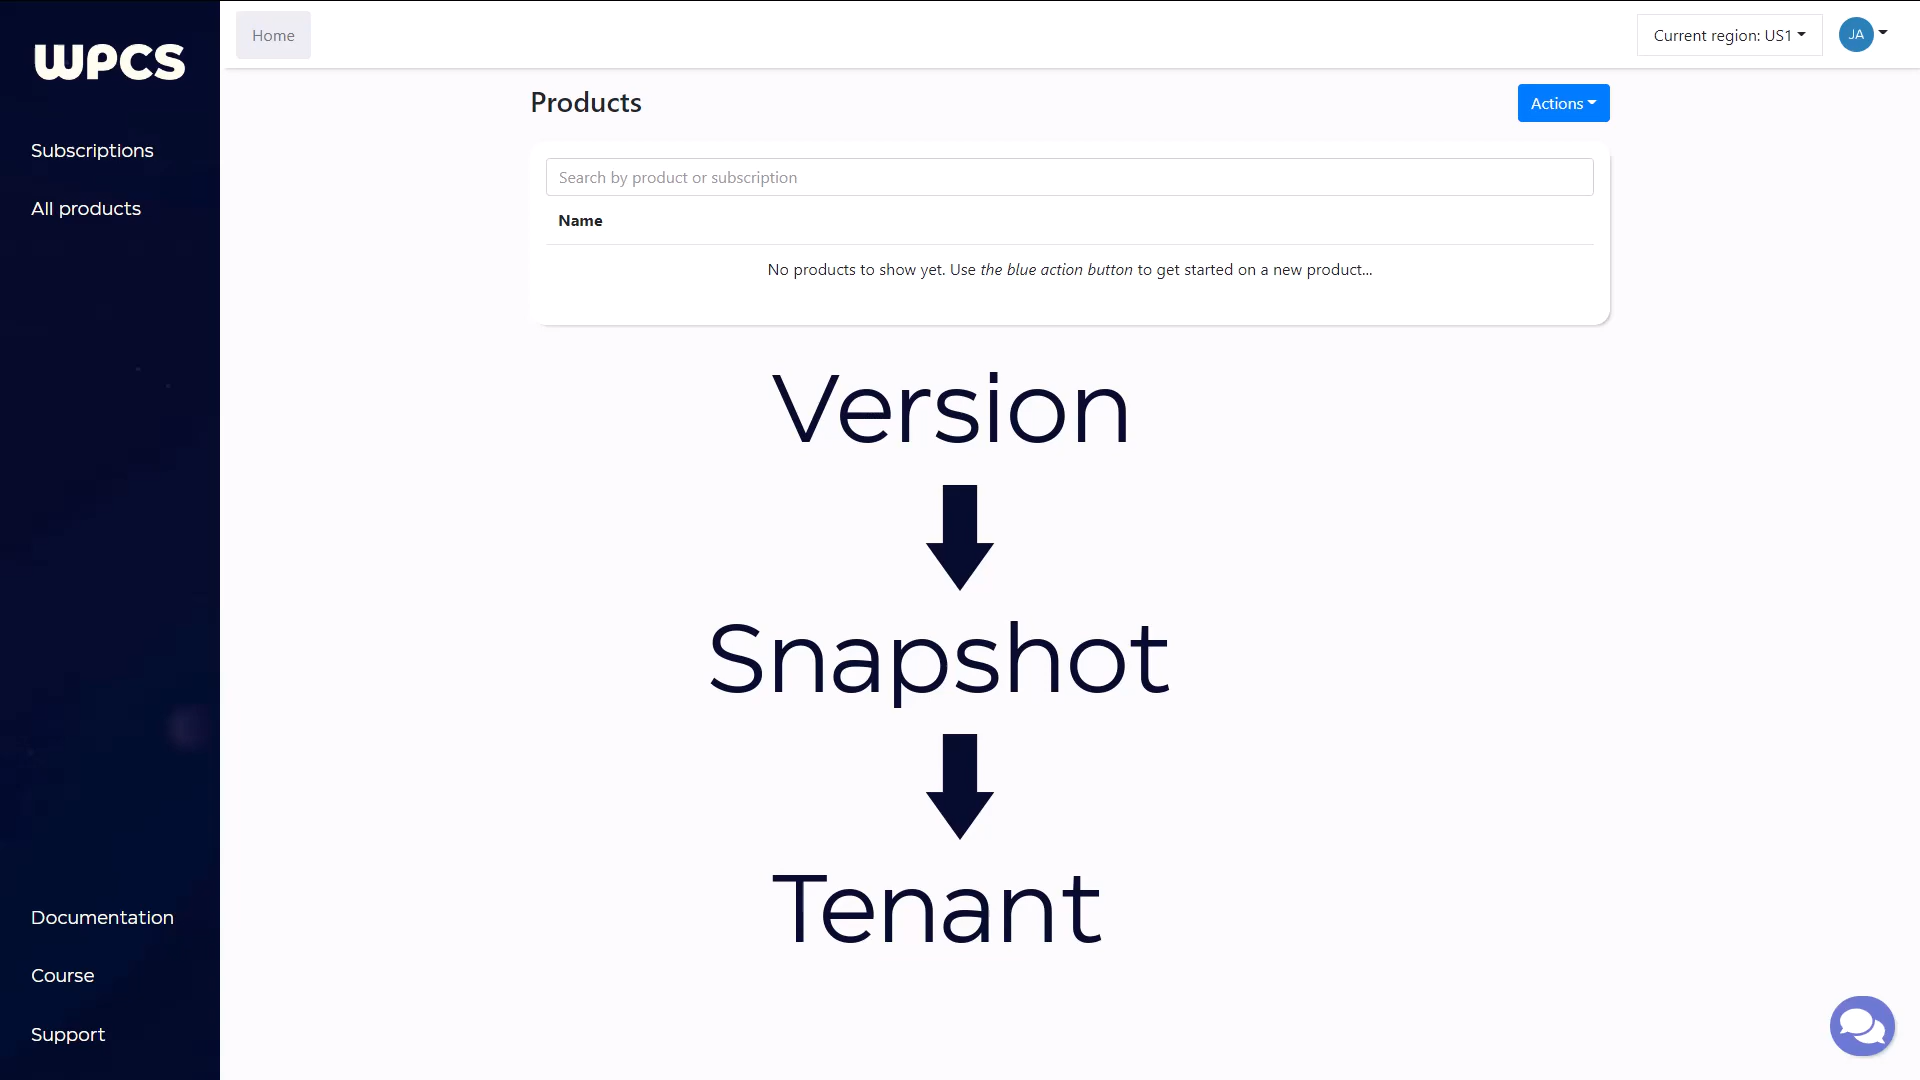 WPCS
Home
Current region: US1
JA
Subscriptions
All products
Products
Actions
Search by product or subscription
Name
No products to show yet. Use the blue action button to get started on a new product...
Version
Snapshot
Tenant
Documentation
Course
Support